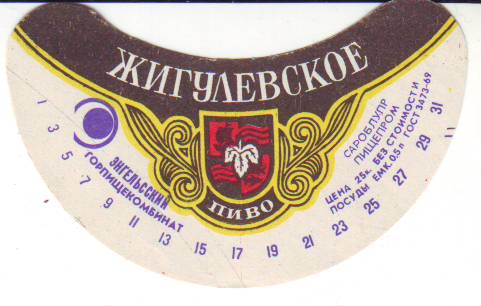 ЖИГУЛЕВСКОЕ
ПИВО
ЭНГЕЛЬССКИЙ
ГОРПИЩЕКОМБИНАТ
САРОБЛУПР
ПИЩЕПРОМ
ЦЕНА 25к. БЕЗ СТОИМОСТИ
ПОСУДЫ ЕМК 0,5 л ГОСТ 3473-69
1 3 5 7 9 11 13 15 17 19 21 23 25 27 29 31